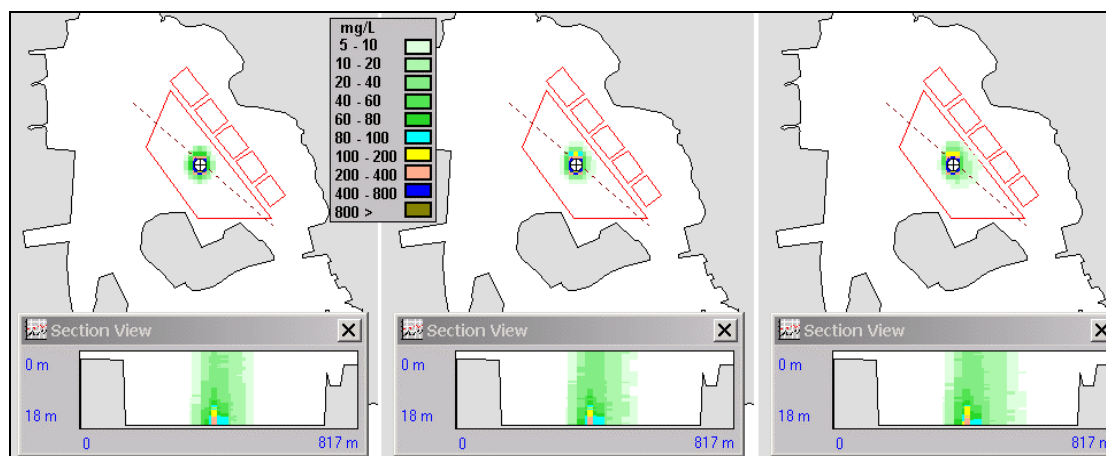 mg/L
5 - 10
10 - 20
20 - 40
40 - 60
60 - 80
80 - 100
100 - 200
200 - 400
400 - 800
800 >
Section View
0 m
18 m
0
817 m
Section View
0 m
18 m
0
817 m
Section View
0 m
18 m
0
817 m